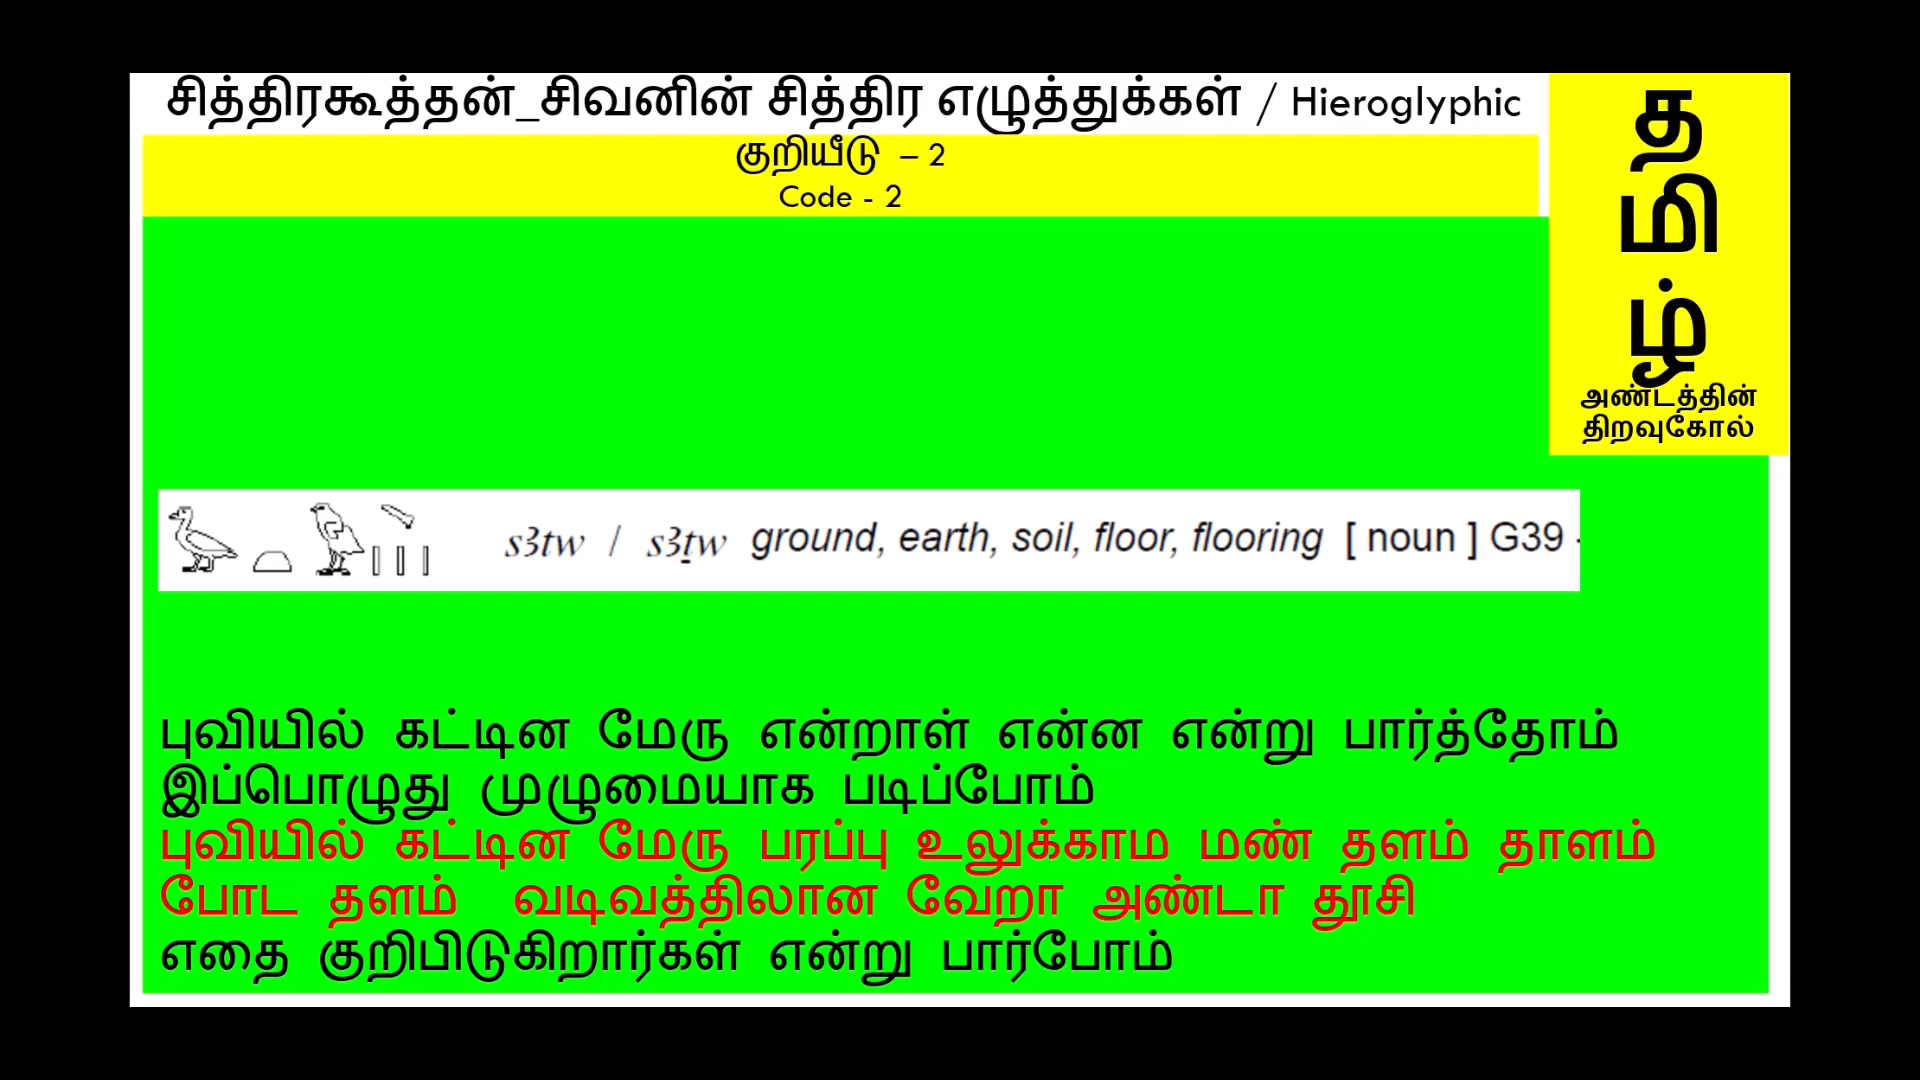 சித்திரகூத்தன்_சிவனின் சித்திர எழுத்துக்கள் / Hieroglyphic
குறியீடு – 2
Code - 2
த
மி
ழ்
அண்டத்தின்
திறவுகோல்
sꜣtw / sꜣṯw ground, earth, soil, floor, flooring [ noun ] G39 -
புவியில் கட்டின மேரு என்றாள் என்ன என்று பார்த்தோம்
இப்பொழுது முழுமையாக படிப்போம்
புவியில் கட்டின மேரு பரப்பு உலுக்காம மண் தளம் தாளம்
போட தளம் வடிவத்திலான வேறா அண்டா தூசி
எதை குறிபிடுகிறார்கள் என்று பார்போம்